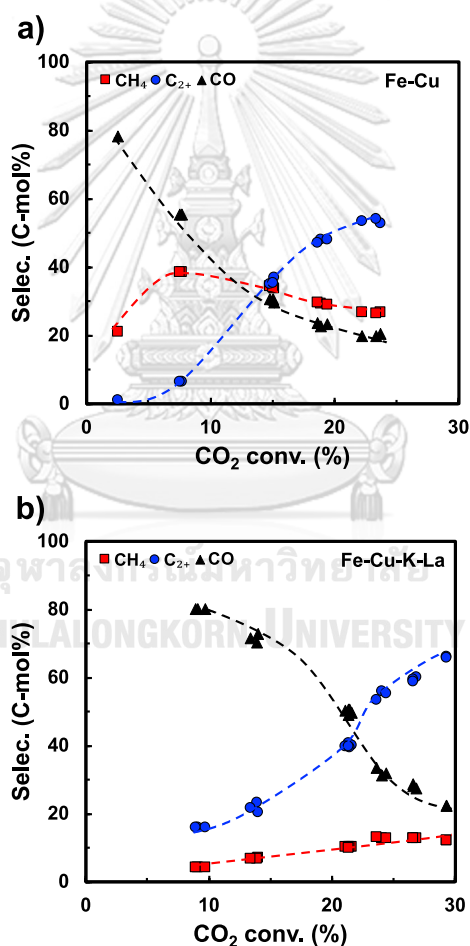 a)
CH₄ C₂₊ CO Fe-Cu
100
80
60
40
20
0
Selec. (C-mol%)
0 10 20 30
CO₂ conv. (%)
b)
CH₄ C₂₊ CO Fe-Cu-K-La
จุฬาลงกรณ์มหาวิทยาลัย
CHULALONGKORN UNIVERSITY
100
80
60
40
20
0
Selec. (C-mol%)
0 10 20 30
CO₂ conv. (%)